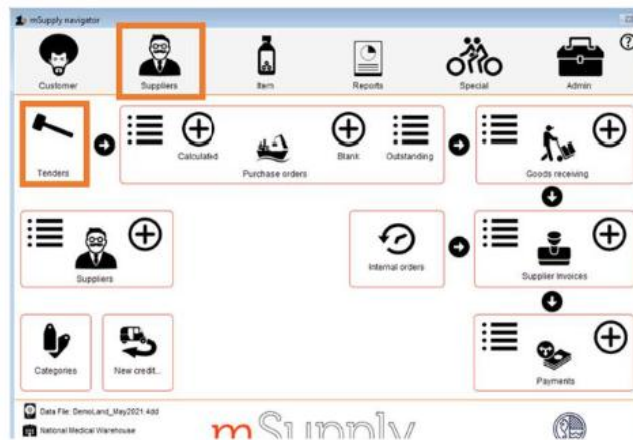 mSupply navigator
Customer
Suppliers
Item
Reports
Special
Admin
?
Tenders
Calculated
Blank
Outstanding
Purchase orders
Goods receiving
Suppliers
Internal orders
Supplier Invoices
Categories
New credit...
Payments
Data File: DemoLand_May2021.4dd
National Medical Warehouse
mSupply